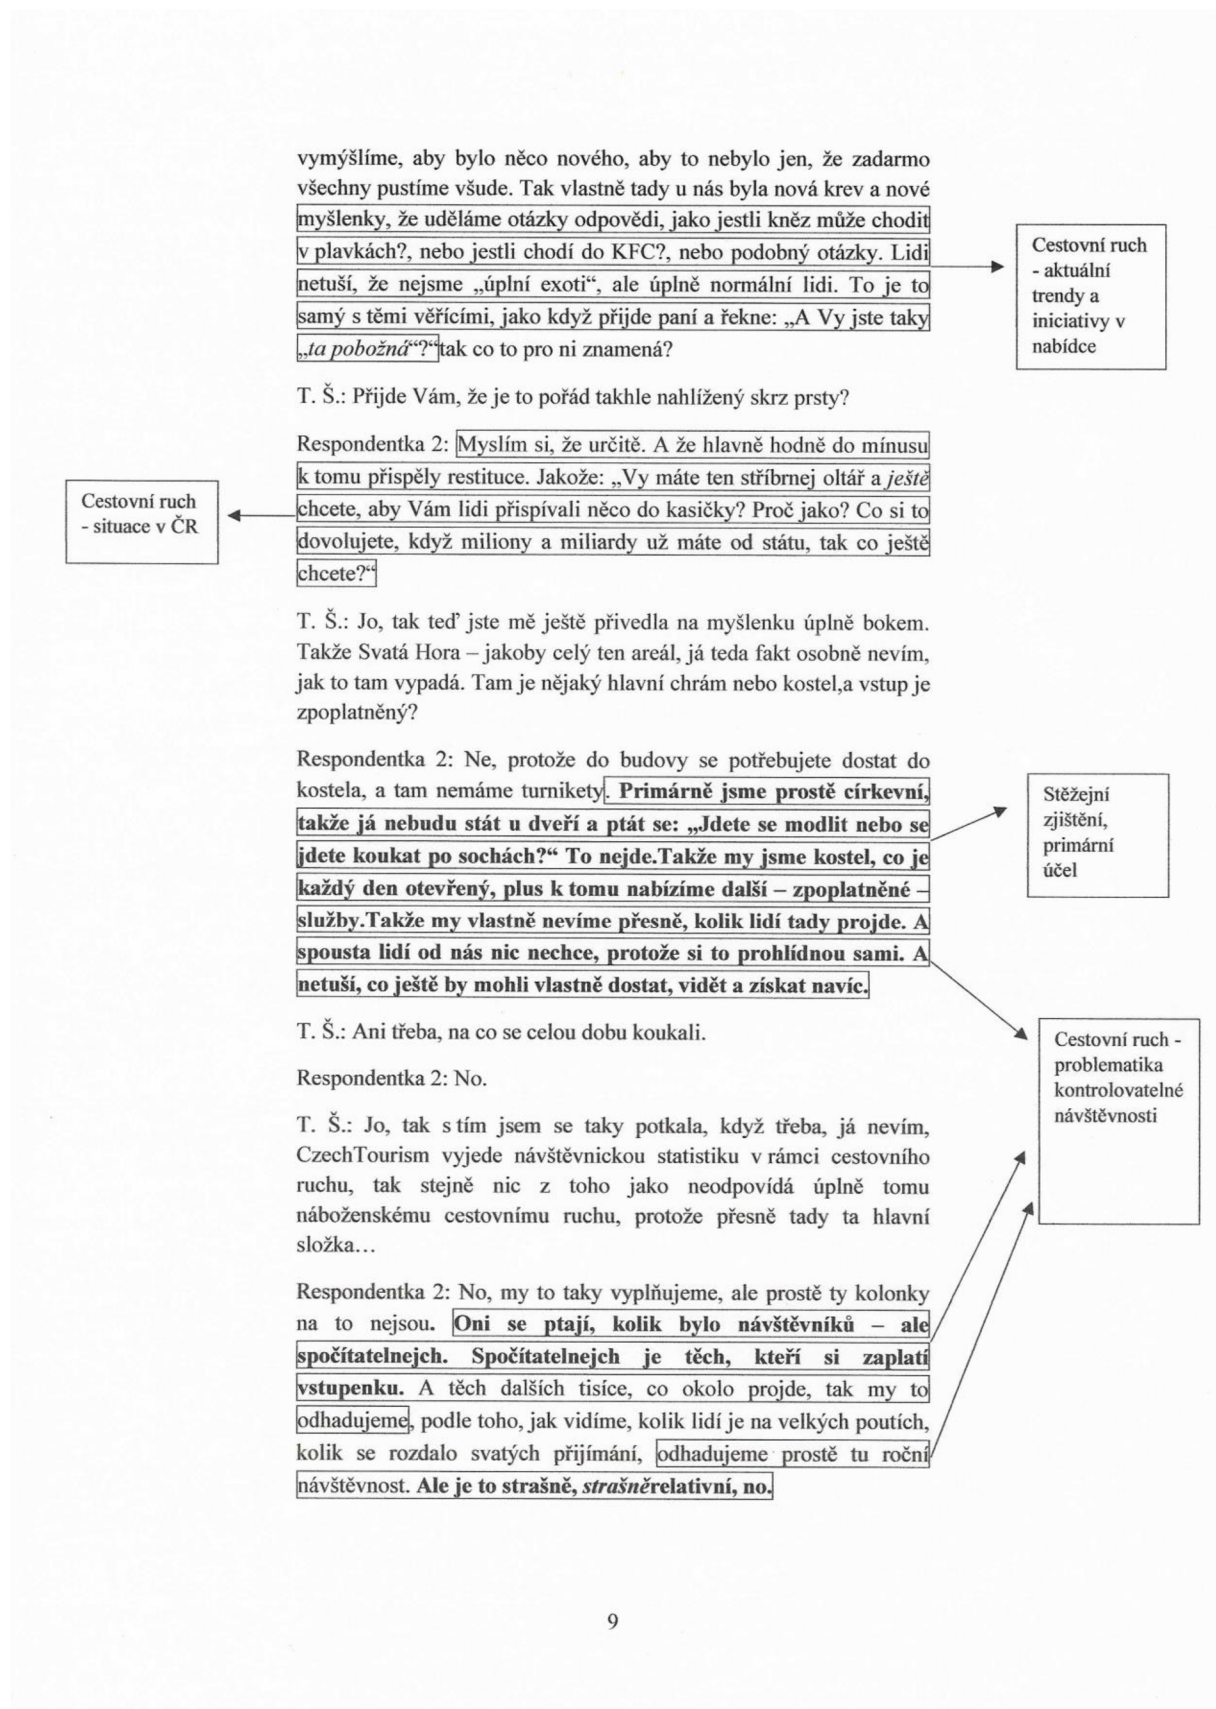 vymýšlíme, aby bylo něco nového, aby to nebylo jen, že zadarmo
všechny pustíme všude. Tak vlastně tady u nás byla nová krev a nové
myšlenky, že uděláme otázky odpovědi, jako jestli kněz může chodit
v plavkách?, nebo jestli chodí do KFC?, nebo podobný otázky. Lidi
netuší, že nejsme „úplní exoti“, ale úplně normální lidi. To je to
samý s těmi věřícími, jako když přijde paní a řekne: „A Vy jste taky
„ta pobožná“?“tak co to pro ni znamená?
Cestovní ruch
- aktuální
trendy a
iniciativy v
nabídce
T. Š.: Přijde Vám, že je to pořád takhle nahlížený skrz prsty?
Respondentka 2: Myslím si, že určitě. A že hlavně hodně do mínusu
k tomu přispěly restituce. Jakože: „Vy máte ten stříbrnej oltář a ještě
chcete, aby Vám lidi přispívali něco do kasičky? Proč jako? Co si to
dovolujete, když miliony a miliardy už máte od státu, tak co ještě
chcete?“
Cestovní ruch
- situace v ČR
T. Š.: Jo, tak teď jste mě ještě přivedla na myšlenku úplně bokem.
Takže Svatá Hora – jakoby celý ten areál, já teda fakt osobně nevím,
jak to tam vypadá. Tam je nějaký hlavní chrám nebo kostel,a vstup je
zpoplatněný?
Respondentka 2: Ne, protože do budovy se potřebujete dostat do
kostela, a tam nemáme turnikety. Primárně jsme prostě církevní,
takže já nebudu stát u dveří a ptát se: „Jdete se modlit nebo se
jdete koukat po sochách?“ To nejde.Takže my jsme kostel, co je
každý den otevřený, plus k tomu nabízíme další – zpoplatněné –
služby.Takže my vlastně nevíme přesně, kolik lidí tady projde. A
spousta lidí od nás nic nechce, protože si to prohlídnou sami. A
netuší, co ještě by mohli vlastně dostat, vidět a získat navíc.
Stěžejní
zjištění,
primární
účel
T. Š.: Ani třeba, na co se celou dobu koukali.
Respondentka 2: No.
Cestovní ruch -
problematika
kontrolovatelné
návštěvnosti
T. Š.: Jo, tak s tím jsem se taky potkala, když třeba, já nevím,
CzechTourism vyjede návštěvnickou statistiku v rámci cestovního
ruchu, tak stejně nic z toho jako neodpovídá úplně tomu
náboženskému cestovnímu ruchu, protože přesně tady ta hlavní
složka…
Respondentka 2: No, my to taky vyplňujeme, ale prostě ty kolonky
na to nejsou. Oni se ptají, kolik bylo návštěvníků – ale
spočítatelnejch. Spočítatelnejch je těch, kteří si zaplatí
vstupenku. A těch dalších tisíce, co okolo projde, tak my to
odhadujeme, podle toho, jak vidíme, kolik lidí je na velkých poutích,
kolik se rozdalo svatých přijímání, odhadujeme prostě tu roční
návštěvnost. Ale je to strašně, strašněrelativní, no.
9